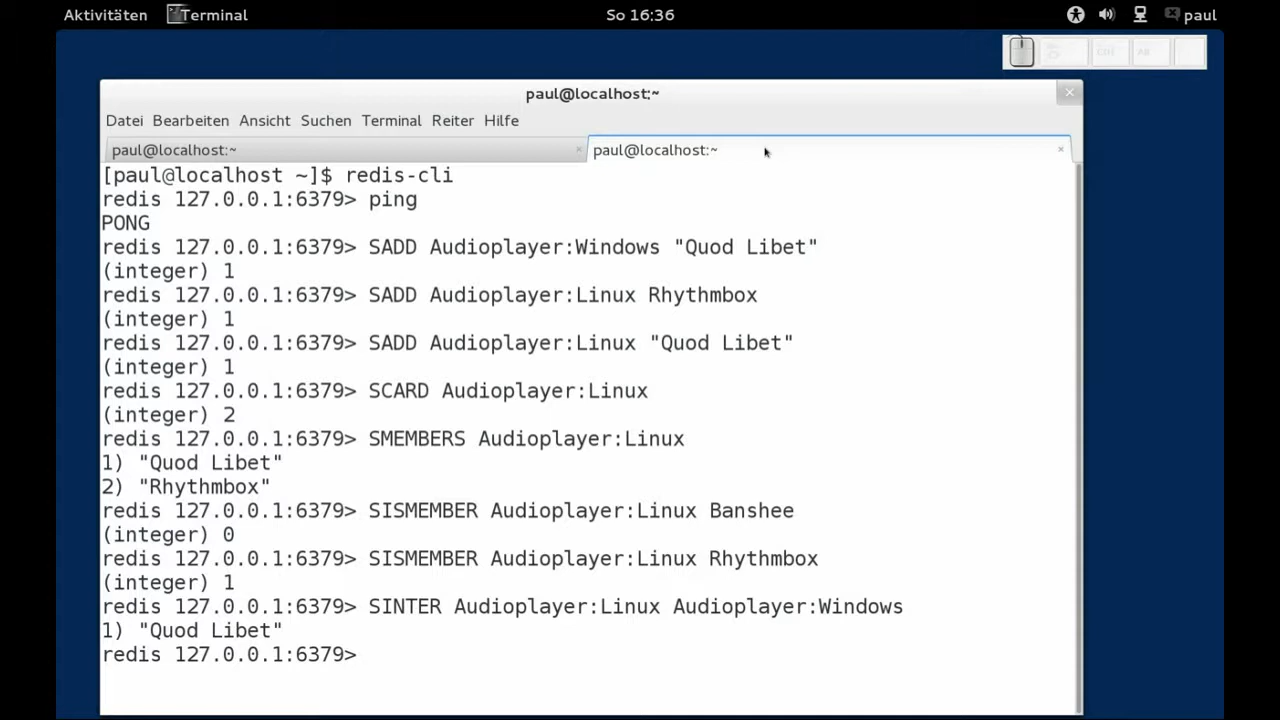 Aktivitäten Terminal So 16:36 paul
paul@localhost:~
Datei Bearbeiten Ansicht Suchen Terminal Reiter Hilfe
paul@localhost:~ × paul@localhost:~ ×
[paul@localhost ~]$ redis-cli
redis 127.0.0.1:6379> ping
PONG
redis 127.0.0.1:6379> SADD Audioplayer:Windows "Quod Libet"
(integer) 1
redis 127.0.0.1:6379> SADD Audioplayer:Linux Rhythmbox
(integer) 1
redis 127.0.0.1:6379> SADD Audioplayer:Linux "Quod Libet"
(integer) 1
redis 127.0.0.1:6379> SCARD Audioplayer:Linux
(integer) 2
redis 127.0.0.1:6379> SMEMBERS Audioplayer:Linux
1) "Quod Libet"
2) "Rhythmbox"
redis 127.0.0.1:6379> SISMEMBER Audioplayer:Linux Banshee
(integer) 0
redis 127.0.0.1:6379> SISMEMBER Audioplayer:Linux Rhythmbox
(integer) 1
redis 127.0.0.1:6379> SINTER Audioplayer:Linux Audioplayer:Windows
1) "Quod Libet"
redis 127.0.0.1:6379>